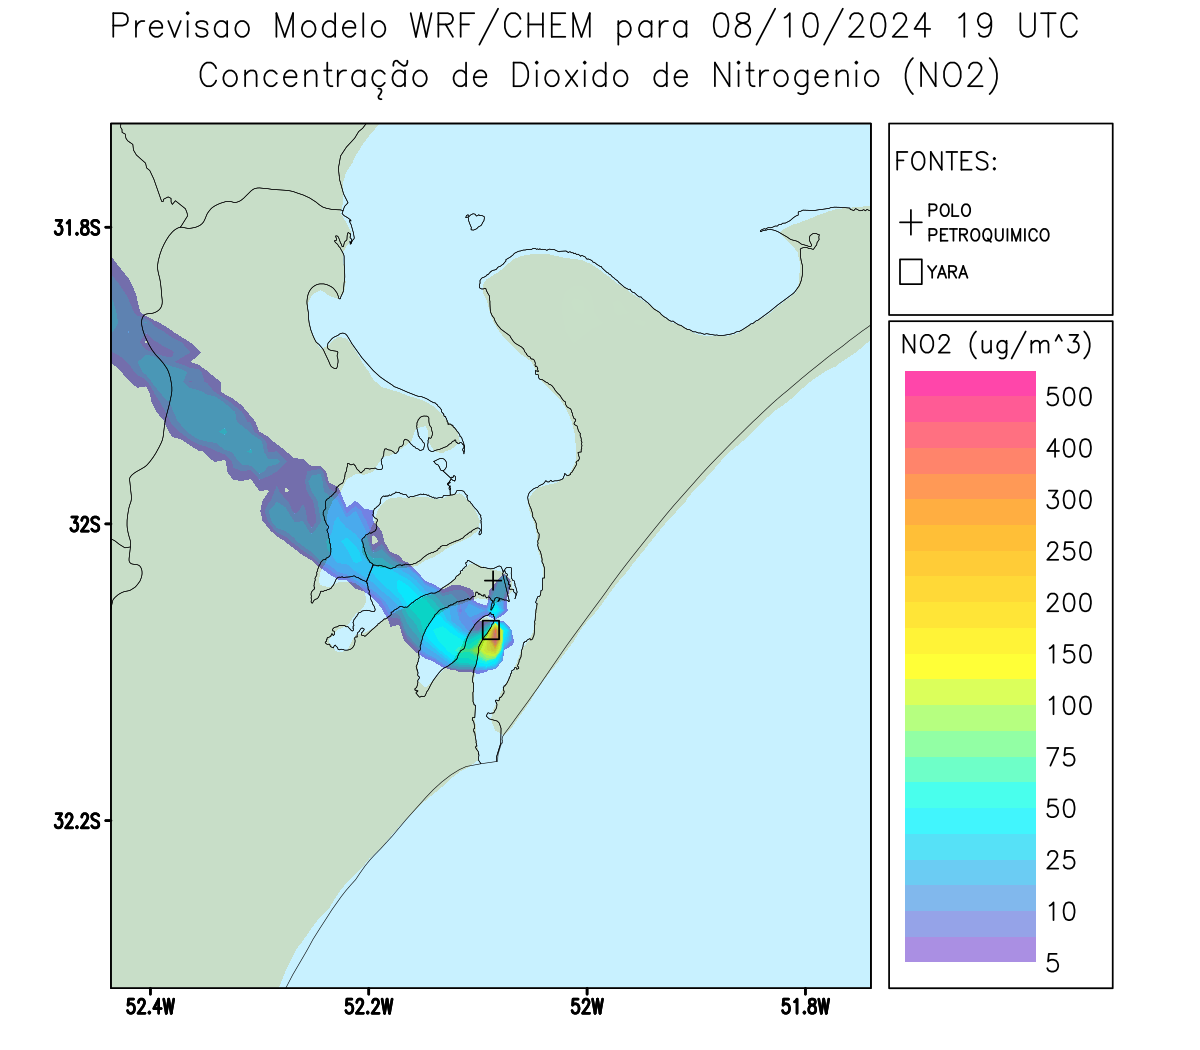 Previsao Modelo WRF/CHEM para 08/10/2024 19 UTC
Concentração de Dioxido de Nitrogenio (NO2)
FONTES:
POLO
PETROQUIMICO
YARA
NO2 (ug/m^3)
500
400
300
250
200
150
100
75
50
25
10
5
31.8S
32S
32.2S
52.4W
52.2W
52W
51.8W